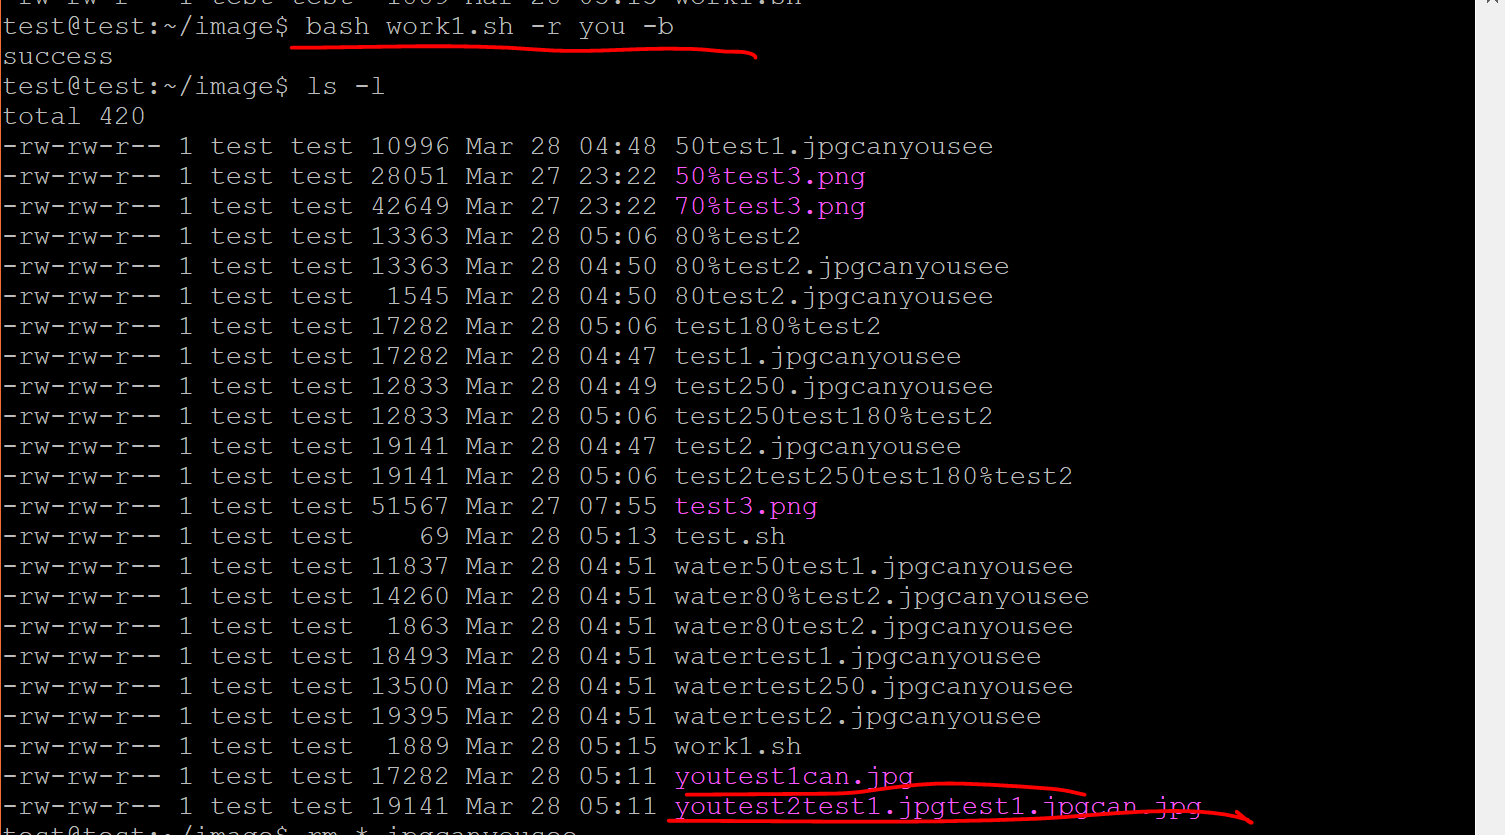 test@test:~/image$ bash work1.sh -r you -b
success
test@test:~/image$ ls -l
total 420
-rw-rw-r-- 1 test test 10996 Mar 28 04:48 50test1.jpgcanyousee
-rw-rw-r-- 1 test test 28051 Mar 27 23:22 50%test3.png
-rw-rw-r-- 1 test test 42649 Mar 27 23:22 70%test3.png
-rw-rw-r-- 1 test test 13363 Mar 28 05:06 80%test2
-rw-rw-r-- 1 test test 13363 Mar 28 04:50 80%test2.jpgcanyousee
-rw-rw-r-- 1 test test  1545 Mar 28 04:50 80test2.jpgcanyousee
-rw-rw-r-- 1 test test 17282 Mar 28 05:06 test180%test2
-rw-rw-r-- 1 test test 17282 Mar 28 04:47 test1.jpgcanyousee
-rw-rw-r-- 1 test test 12833 Mar 28 04:49 test250.jpgcanyousee
-rw-rw-r-- 1 test test 12833 Mar 28 05:06 test250test180%test2
-rw-rw-r-- 1 test test 19141 Mar 28 04:47 test2.jpgcanyousee
-rw-rw-r-- 1 test test 19141 Mar 28 05:06 test2test250test180%test2
-rw-rw-r-- 1 test test 51567 Mar 27 07:55 test3.png
-rw-rw-r-- 1 test test    69 Mar 28 05:13 test.sh
-rw-rw-r-- 1 test test 11837 Mar 28 04:51 water50test1.jpgcanyousee
-rw-rw-r-- 1 test test 14260 Mar 28 04:51 water80%test2.jpgcanyousee
-rw-rw-r-- 1 test test  1863 Mar 28 04:51 water80test2.jpgcanyousee
-rw-rw-r-- 1 test test 18493 Mar 28 04:51 watertest1.jpgcanyousee
-rw-rw-r-- 1 test test 13500 Mar 28 04:51 watertest250.jpgcanyousee
-rw-rw-r-- 1 test test 19395 Mar 28 04:51 watertest2.jpgcanyousee
-rw-rw-r-- 1 test test  1889 Mar 28 05:15 work1.sh
-rw-rw-r-- 1 test test 17282 Mar 28 05:11 youtest1can.jpg
-rw-rw-r-- 1 test test 19141 Mar 28 05:11 youtest2test1.jpgtest1.jpgcan.jpg